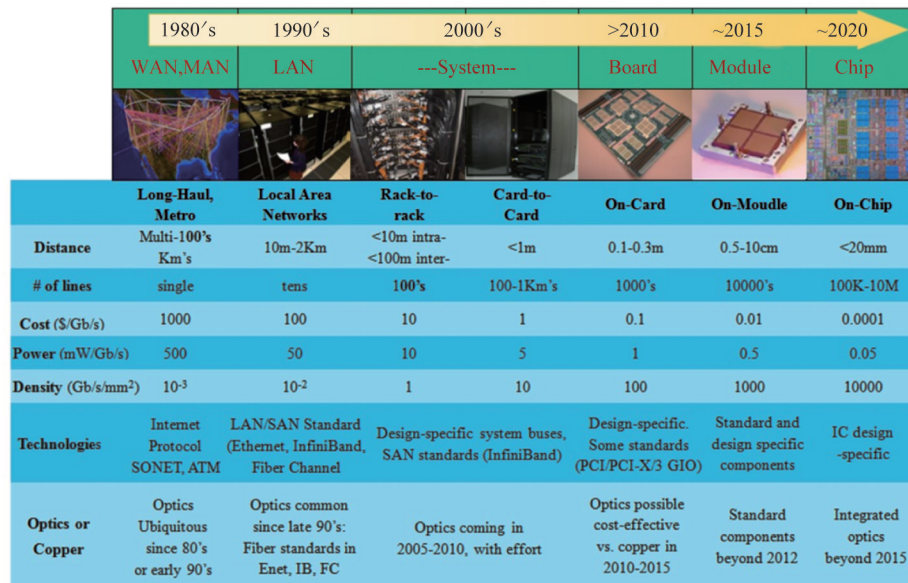 1980's 1990's 2000's >2010 ~2015 ~2020
WAN,MAN LAN ---System--- Board Module Chip
Long-Haul, Metro Local Area Networks Rack-to-rack Card-to-Card On-Card On-Moudle On-Chip
Distance Multi-100's Km's 10m-2Km <10m intra- <100m inter- <1m 0.1-0.3m 0.5-10cm <20mm
# of lines single tens 100's 100-1Km's 1000's 10000's 100K-10M
Cost ($/Gb/s) 1000 100 10 1 0.1 0.01 0.0001
Power (mW/Gb/s) 500 50 10 5 1 0.5 0.05
Density (Gb/s/mm²) 10⁻³ 10⁻² 1 10 100 1000 10000
Technologies
Internet
Protocol
SONET, ATM
LAN/SAN Standard
(Ethernet, InfiniBand,
Fiber Channel
Design-specific system buses,
SAN standards (InfiniBand)
Design-specific.
Some standards
(PCI/PCI-X/3 GIO)
Standard and
design specific
components
IC design
-specific
Optics or
Copper
Optics
Ubiquitous
since 80's
or early 90's
Optics common
since late 90's:
Fiber standards in
Enet, IB, FC
Optics coming in
2005-2010, with effort
Optics possible
cost-effective
vs. copper in
2010-2015
Standard
components
beyond 2012
Integrated
optics
beyond 2015